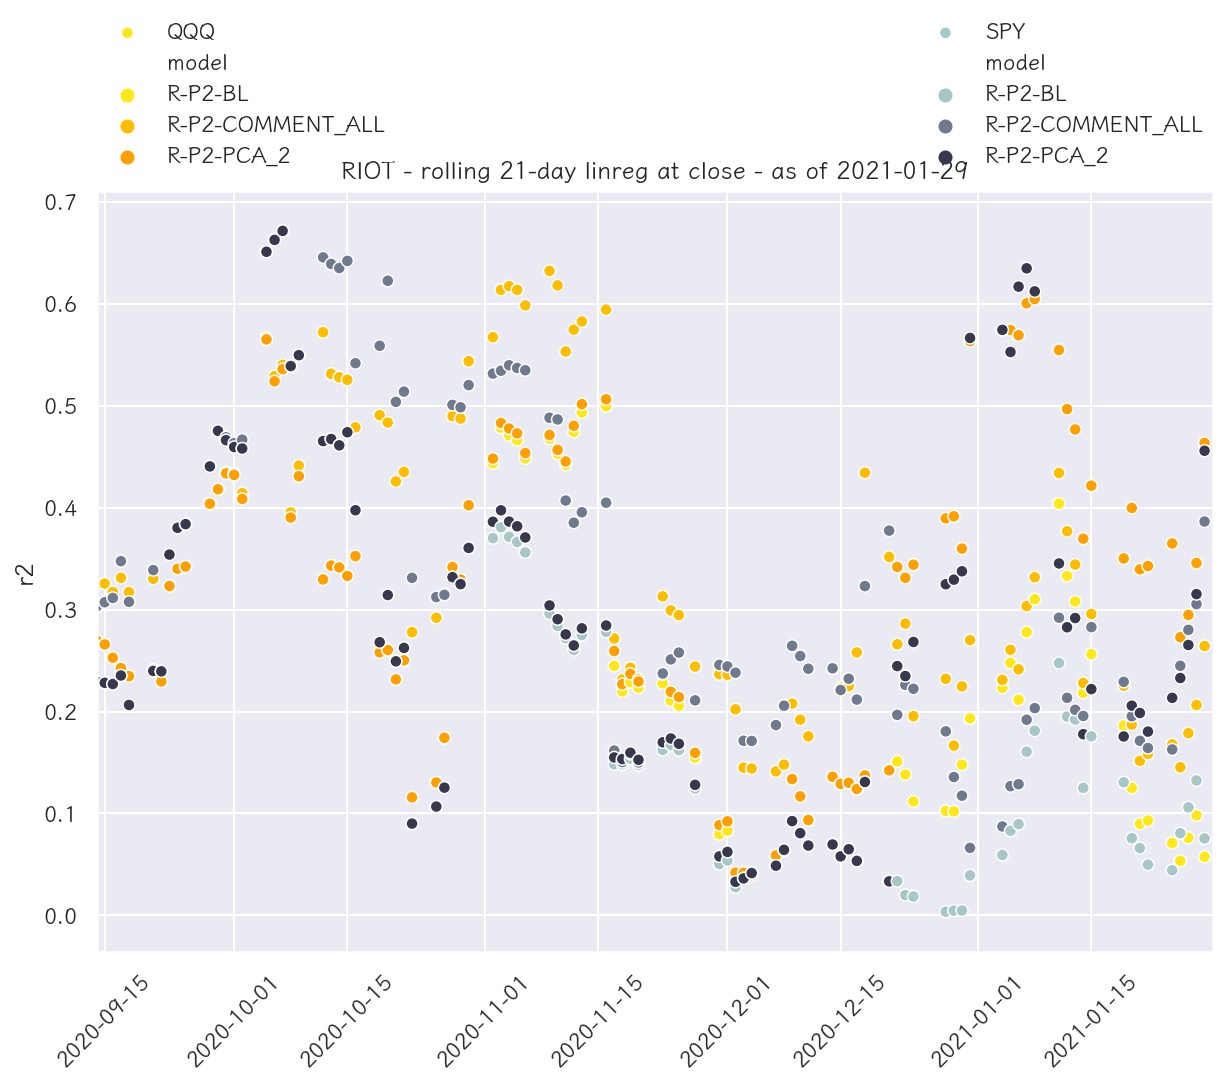 QQQ
model
R-P2-BL
R-P2-COMMENT_ALL
R-P2-PCA_2
SPY
model
R-P2-BL
R-P2-COMMENT_ALL
R-P2-PCA_2
RIOT - rolling 21-day linreg at close - as of 2021-01-29
r2
0.7
0.6
0.5
0.4
0.3
0.2
0.1
0.0
2020-09-15
2020-10-01
2020-10-15
2020-11-01
2020-11-15
2020-12-01
2020-12-15
2021-01-01
2021-01-15